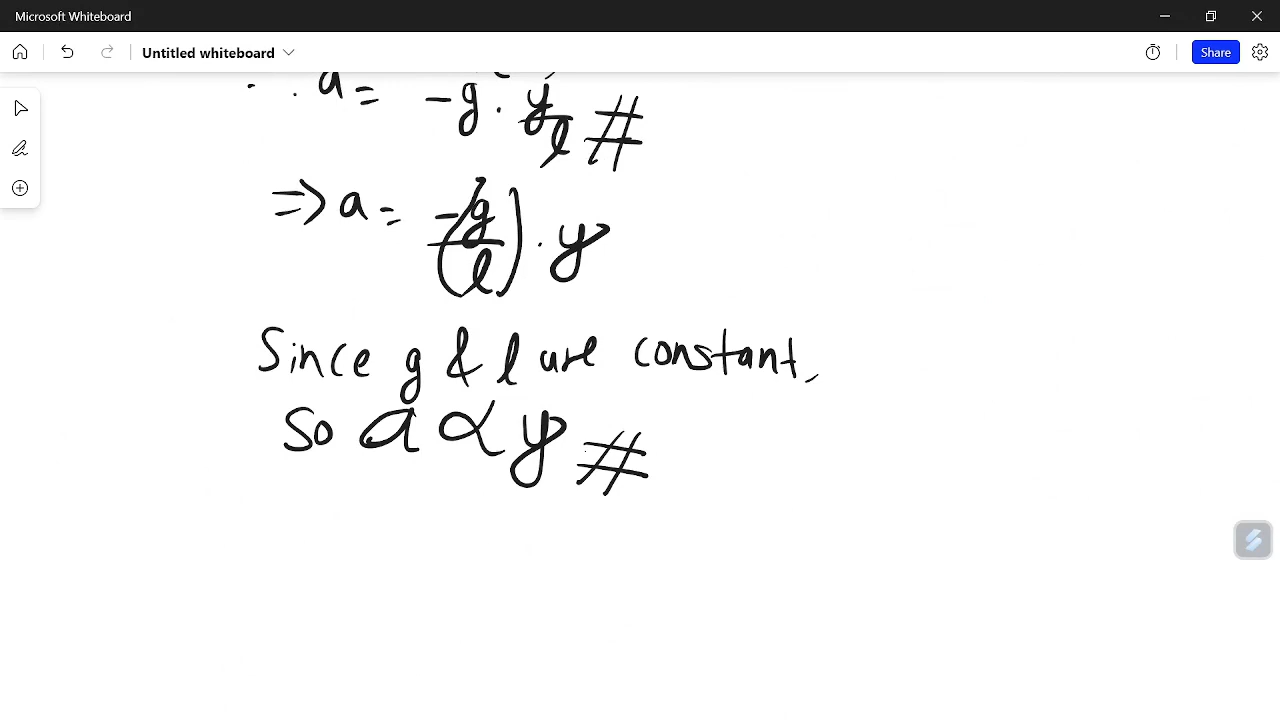 Microsoft Whiteboard
Untitled whiteboard
Share
∴ a = -g · y/l #
⇒ a = (-g/l) · y
Since g & l are constant,
So a ∝ y #